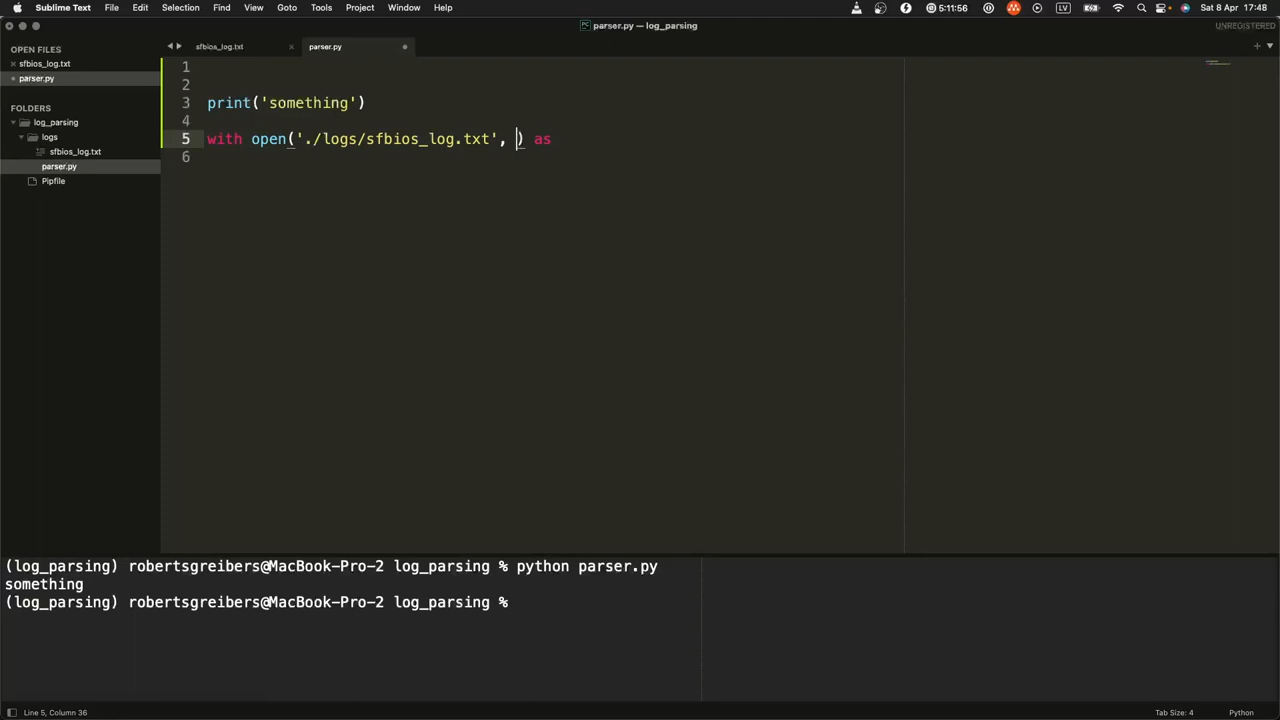 Sublime Text File Edit Selection Find View Goto Tools Project Window Help LV 5:11:56 Sat 8 Apr 17:48
parser.py — log_parsing UNREGISTERED
OPEN FILES
sfbios_log.txt
parser.py
FOLDERS
log_parsing
logs
sfbios_log.txt
parser.py
Pipfile
sfbios_log.txt parser.py
1
2
3 print('something')
4
5 with open('./logs/sfbios_log.txt', ) as
6
(log_parsing) robertsgreibers@MacBook-Pro-2 log_parsing % python parser.py
something
(log_parsing) robertsgreibers@MacBook-Pro-2 log_parsing %
Line 5, Column 36 Tab Size: 4 Python